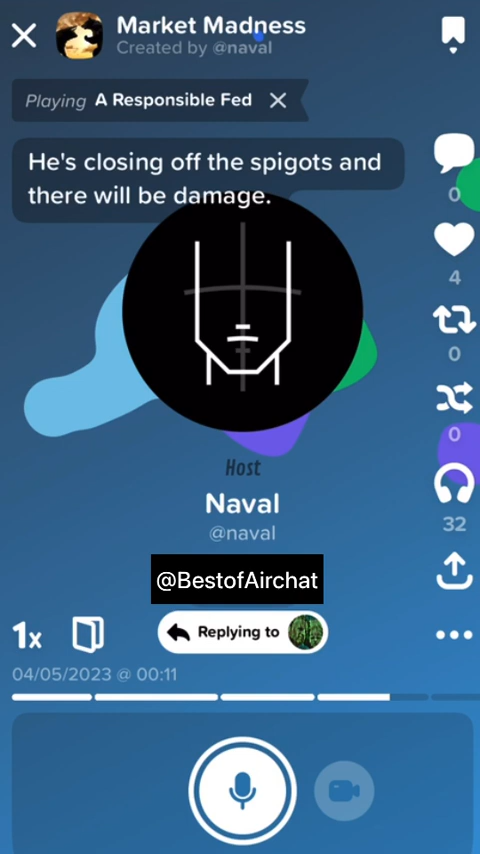 Market Madness
Created by @naval
Playing A Responsible Fed
He's closing off the spigots and
there will be damage.
0
4
0
0
32
Host
Naval
@naval
@BestofAirchat
1x
Replying to
04/05/2023 @ 00:11